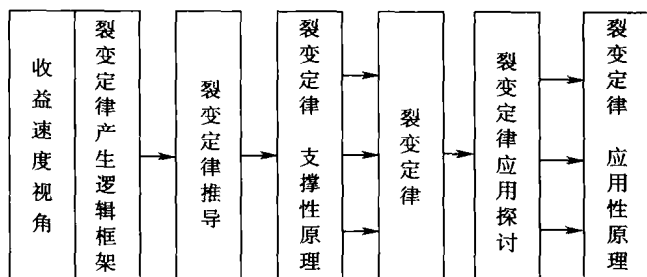 收益速度视角
裂变定律产生逻辑框架
裂变定律推导
裂变定律 支撑性原理
裂变定律
裂变定律应用探讨
裂变定律 应用性原理